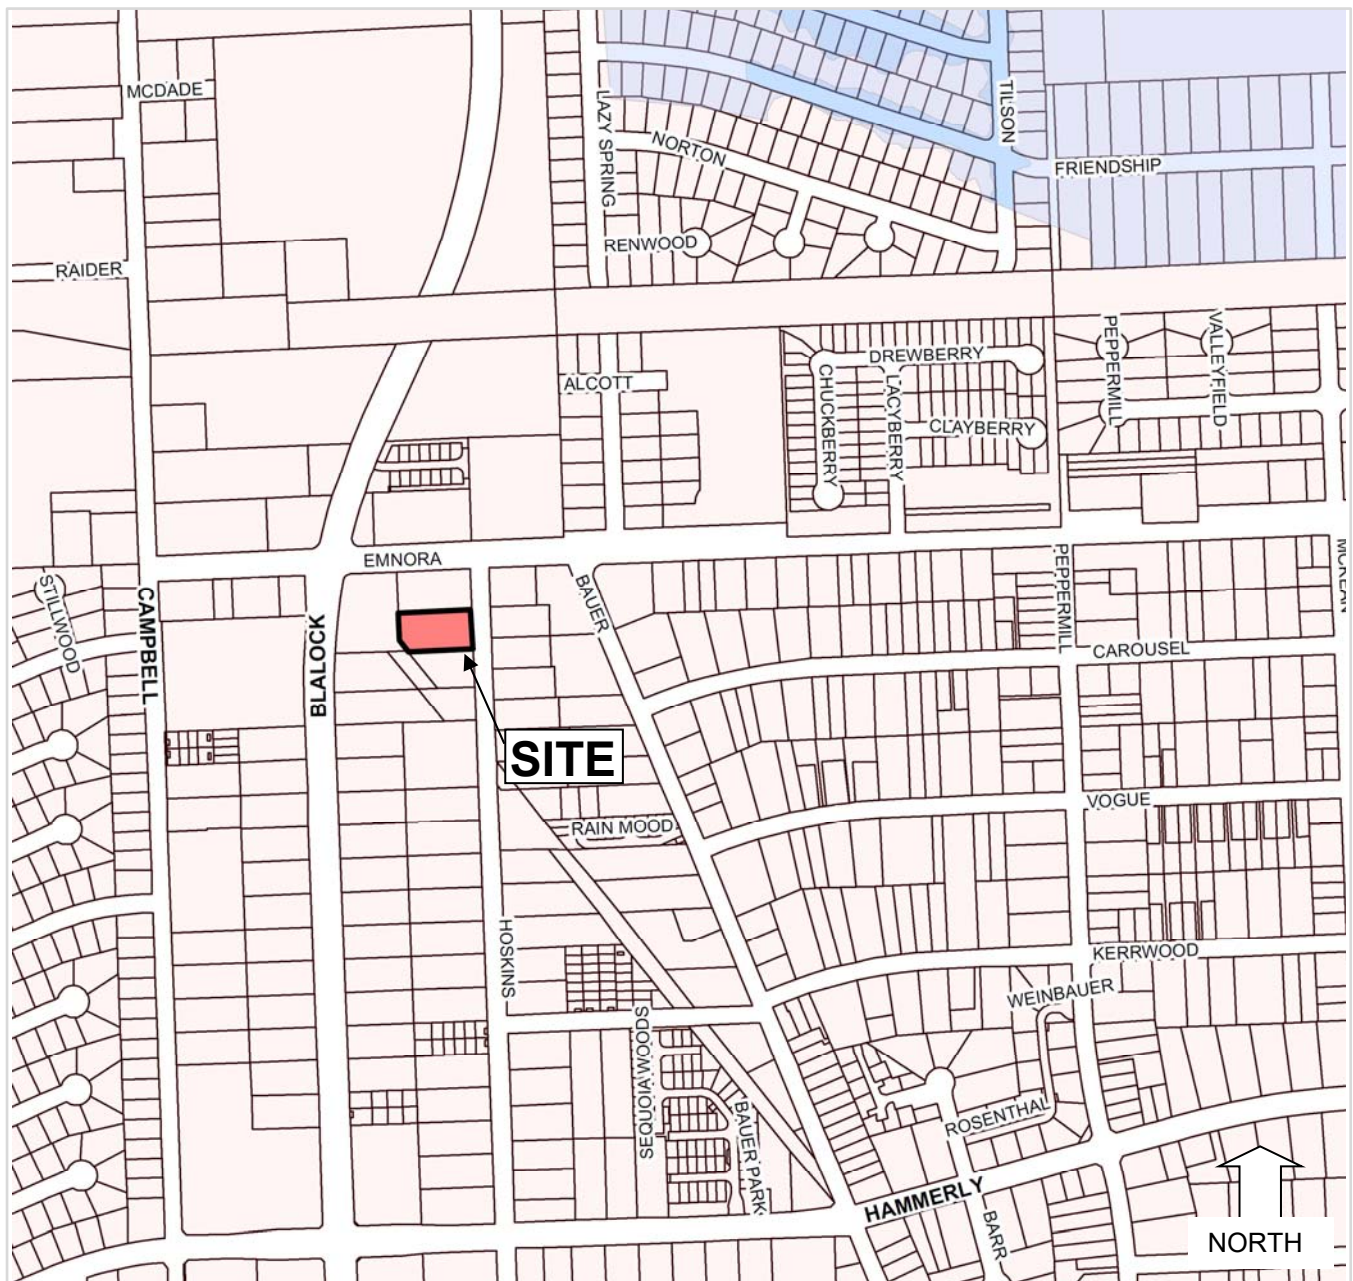 MCDADE
LAZY SPRING
NORTON
TILSON
FRIENDSHIP
RENWOOD
RAIDER
PEPPERMILL
VALLEYFIELD
DREWBERRY
ALCOTT
CHUCKBERRY
LACYBERRY
CLAYBERRY
EMNORA
STILLWOOD
CAMPBELL
BLALOCK
BAUER
PEPPERMILL
MCKEAN
CAROUSEL
SITE
VOGUE
RAIN MOOD
HOSKINS
KERRWOOD
WEINBAUER
SEQUOIA WOODS
BAUER PARK
ROSENTHAL
HAMMERLY
BARR
NORTH